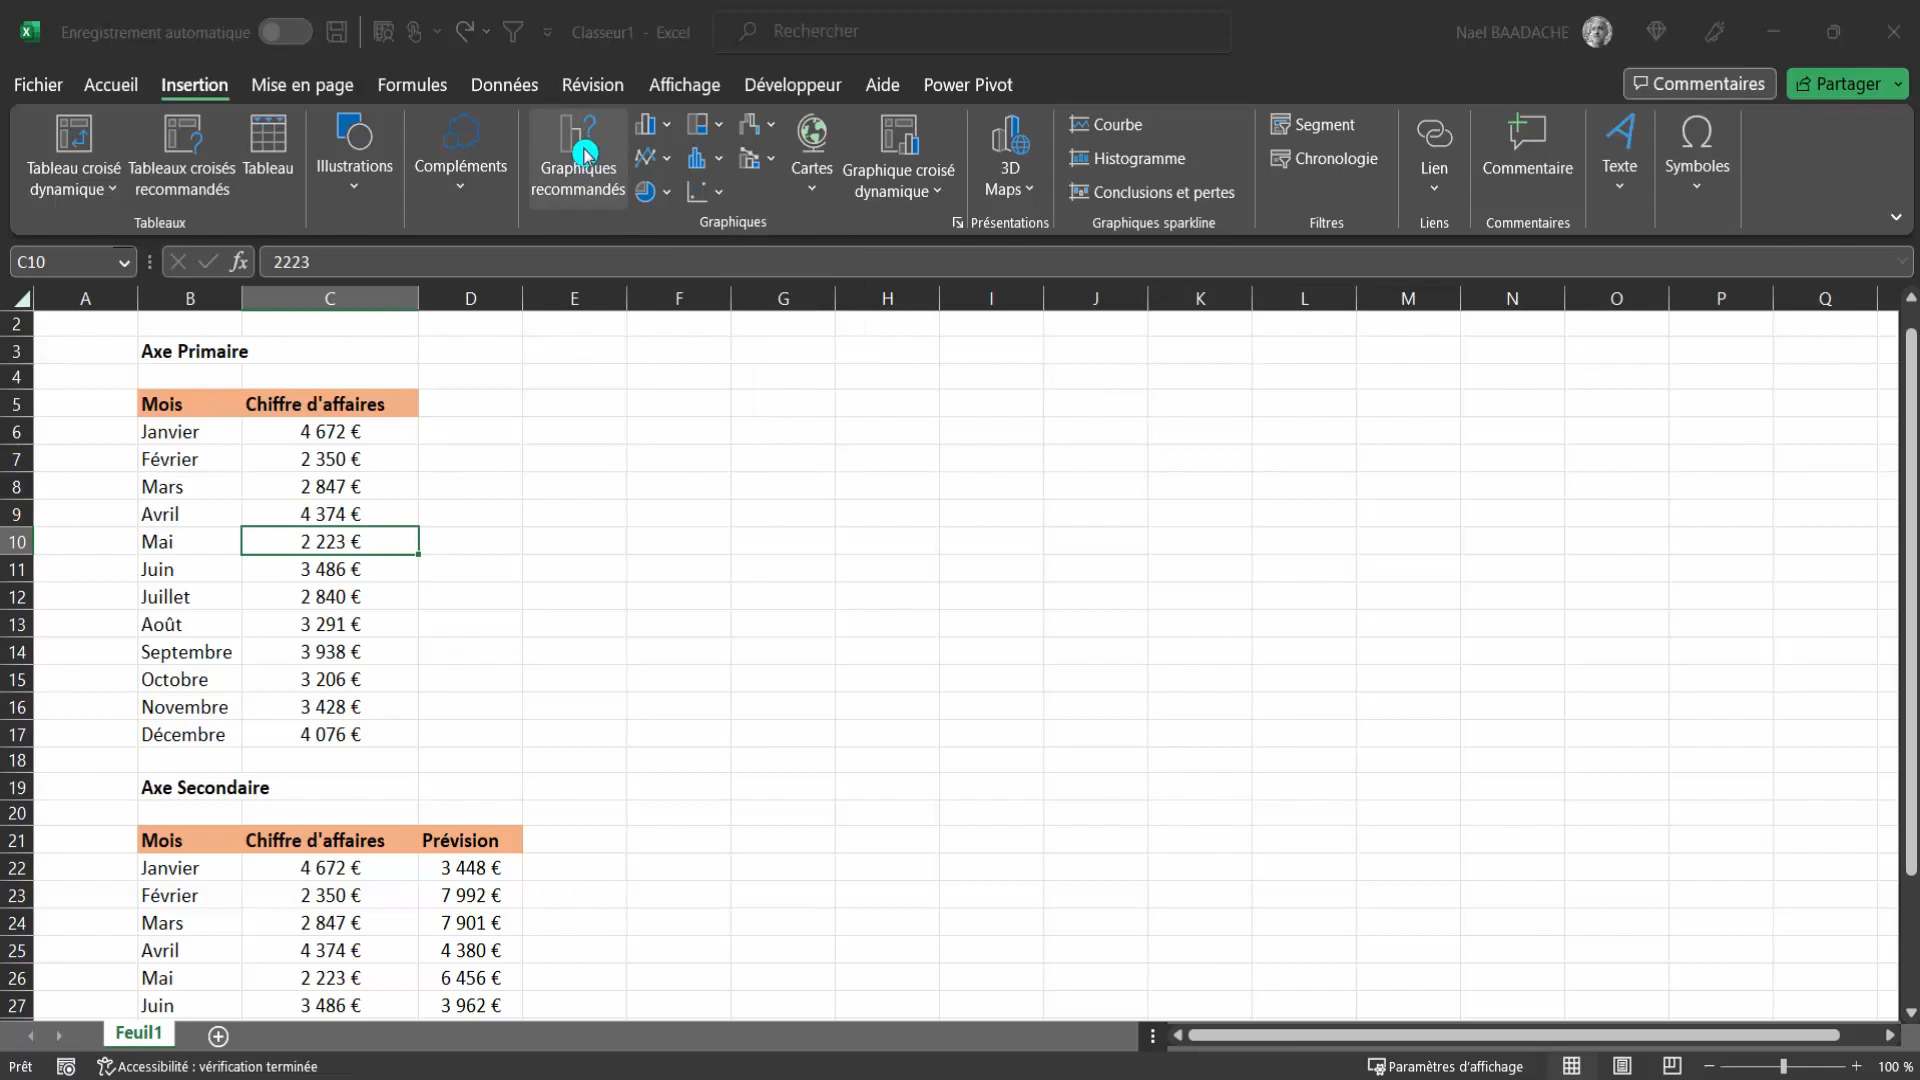 Enregistrement automatique
Classeur1 - Excel
Rechercher
Nael BAADACHE
Fichier Accueil Insertion Mise en page Formules Données Révision Affichage Développeur Aide Power Pivot
Commentaires Partager
Tableau croisé dynamique
Tableaux croisés recommandés
Tableau
Tableaux
Illustrations
Compléments
Graphiques recommandés
Cartes
Graphique croisé dynamique
Graphiques
3D Maps
Présentations
Courbe
Histogramme
Conclusions et pertes
Graphiques sparkline
Segment
Chronologie
Filtres
Lien
Liens
Commentaire
Commentaires
Texte
Symboles
C10 fx 2223
A B C D E F G H I J K L M N O P Q
2
3 Axe Primaire
4
5 Mois Chiffre d'affaires
6 Janvier 4 672 €
7 Février 2 350 €
8 Mars 2 847 €
9 Avril 4 374 €
10 Mai 2 223 €
11 Juin 3 486 €
12 Juillet 2 840 €
13 Août 3 291 €
14 Septembre 3 938 €
15 Octobre 3 206 €
16 Novembre 3 428 €
17 Décembre 4 076 €
18
19 Axe Secondaire
20
21 Mois Chiffre d'affaires Prévision
22 Janvier 4 672 € 3 448 €
23 Février 2 350 € 7 992 €
24 Mars 2 847 € 7 901 €
25 Avril 4 374 € 4 380 €
26 Mai 2 223 € 6 456 €
27 Juin 3 486 € 3 962 €
Feuil1
Prêt Accessibilité : vérification terminée Paramètres d'affichage 100 %